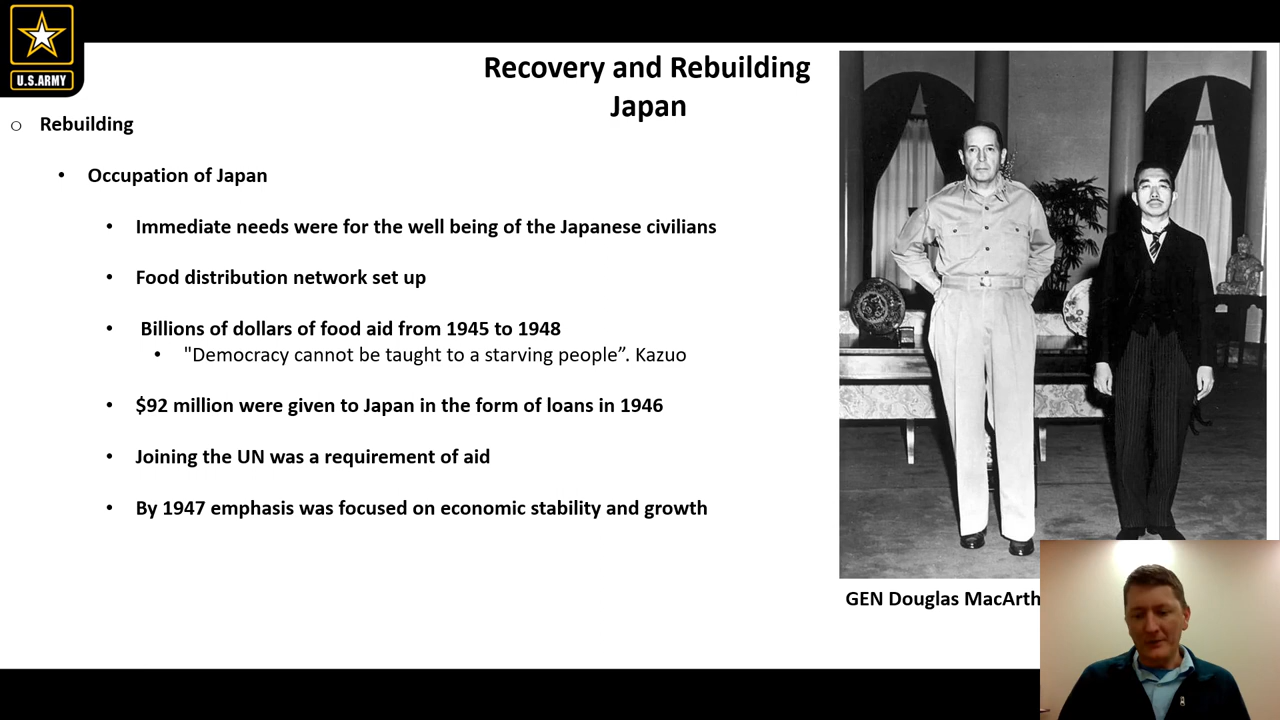 U.S.ARMY
Recovery and Rebuilding
Japan
Rebuilding
Occupation of Japan
Immediate needs were for the well being of the Japanese civilians
Food distribution network set up
Billions of dollars of food aid from 1945 to 1948
"Democracy cannot be taught to a starving people”. Kazuo
$92 million were given to Japan in the form of loans in 1946
Joining the UN was a requirement of aid
By 1947 emphasis was focused on economic stability and growth
GEN Douglas MacArth